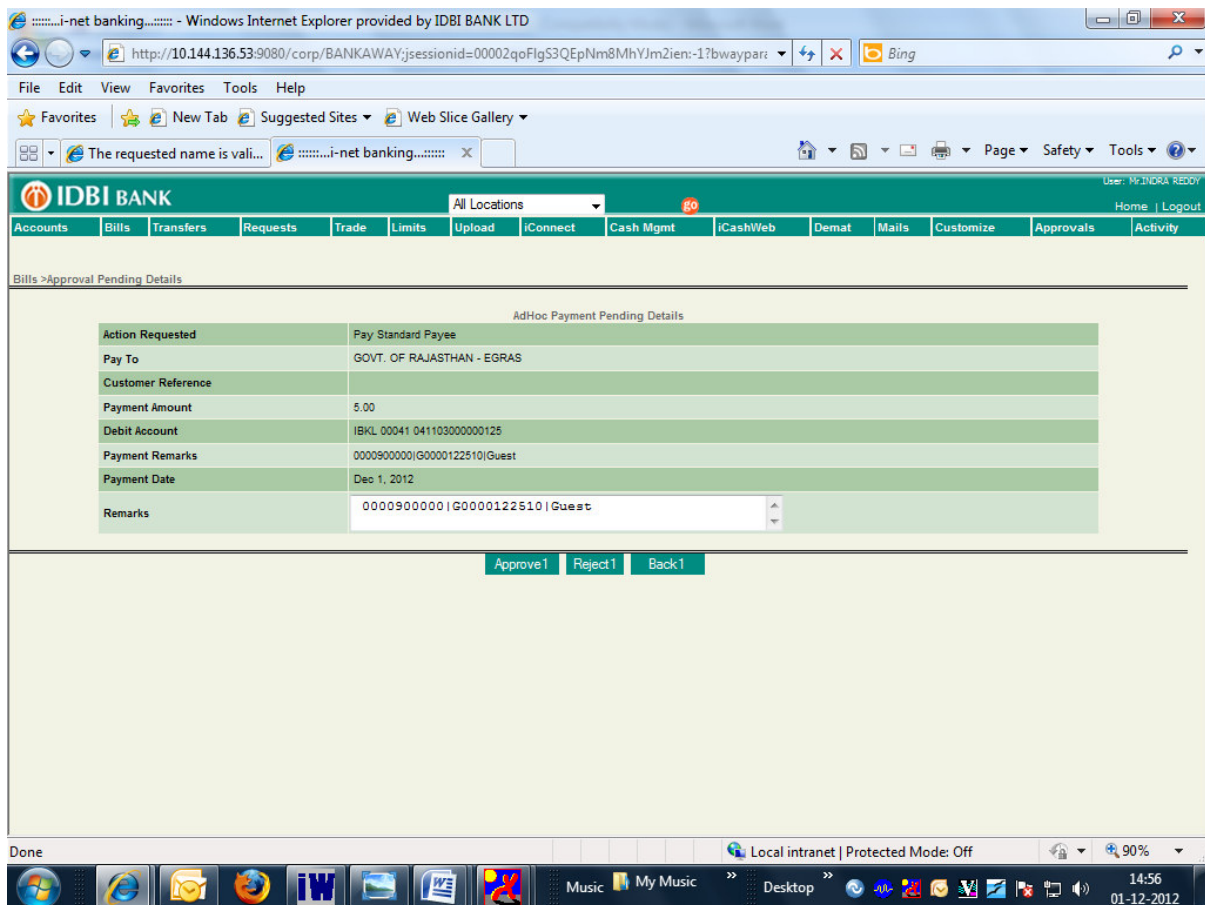 ::::::...i-net banking...:::::: - Windows Internet Explorer provided by IDBI BANK LTD
http://10.144.136.53:9080/corp/BANKAWAY;jsessionid=00002qoFIgS3QEpNm8MhYJm2ien:-1?bwaypara
Bing
File Edit View Favorites Tools Help
Favorites New Tab Suggested Sites Web Slice Gallery
The requested name is vali... ::::::...i-net banking...:::::: Page Safety Tools
User: Mr.INDRA REDDY
IDBI BANK All Locations go Home | Logout
Accounts Bills Transfers Requests Trade Limits Upload iConnect Cash Mgmt iCashWeb Demat Mails Customize Approvals Activity
Bills >Approval Pending Details
AdHoc Payment Pending Details
Action Requested Pay Standard Payee
Pay To GOVT. OF RAJASTHAN - EGRAS
Customer Reference
Payment Amount 5.00
Debit Account IBKL 00041 041103000000125
Payment Remarks 0000900000|G0000122510|Guest
Payment Date Dec 1, 2012
Remarks 0000900000|G0000122510|Guest
Approve1 Reject1 Back1
Done Local intranet | Protected Mode: Off 90%
iW Music My Music » Desktop » 14:56
01-12-2012